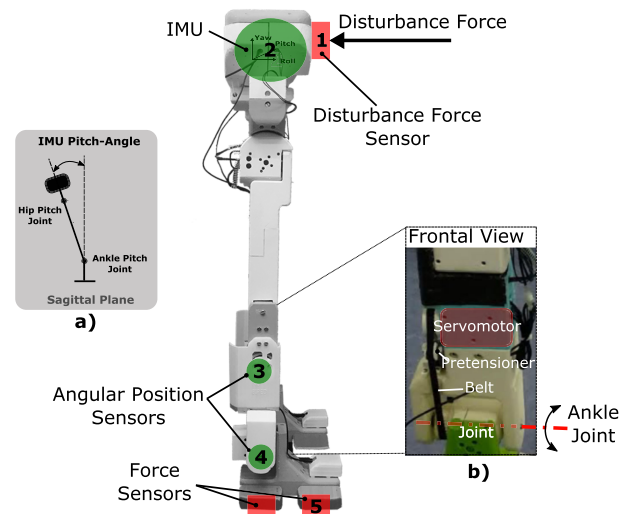 IMU
Disturbance Force
1
Yaw
Pitch
2
Roll
Disturbance Force
Sensor
IMU Pitch-Angle
Hip Pitch
Joint
Ankle Pitch
Joint
Sagittal Plane
a)
Frontal View
Servomotor
Pretensioner
Belt
Joint
Ankle
Joint
b)
3
Angular Position
Sensors
4
Force
Sensors
5